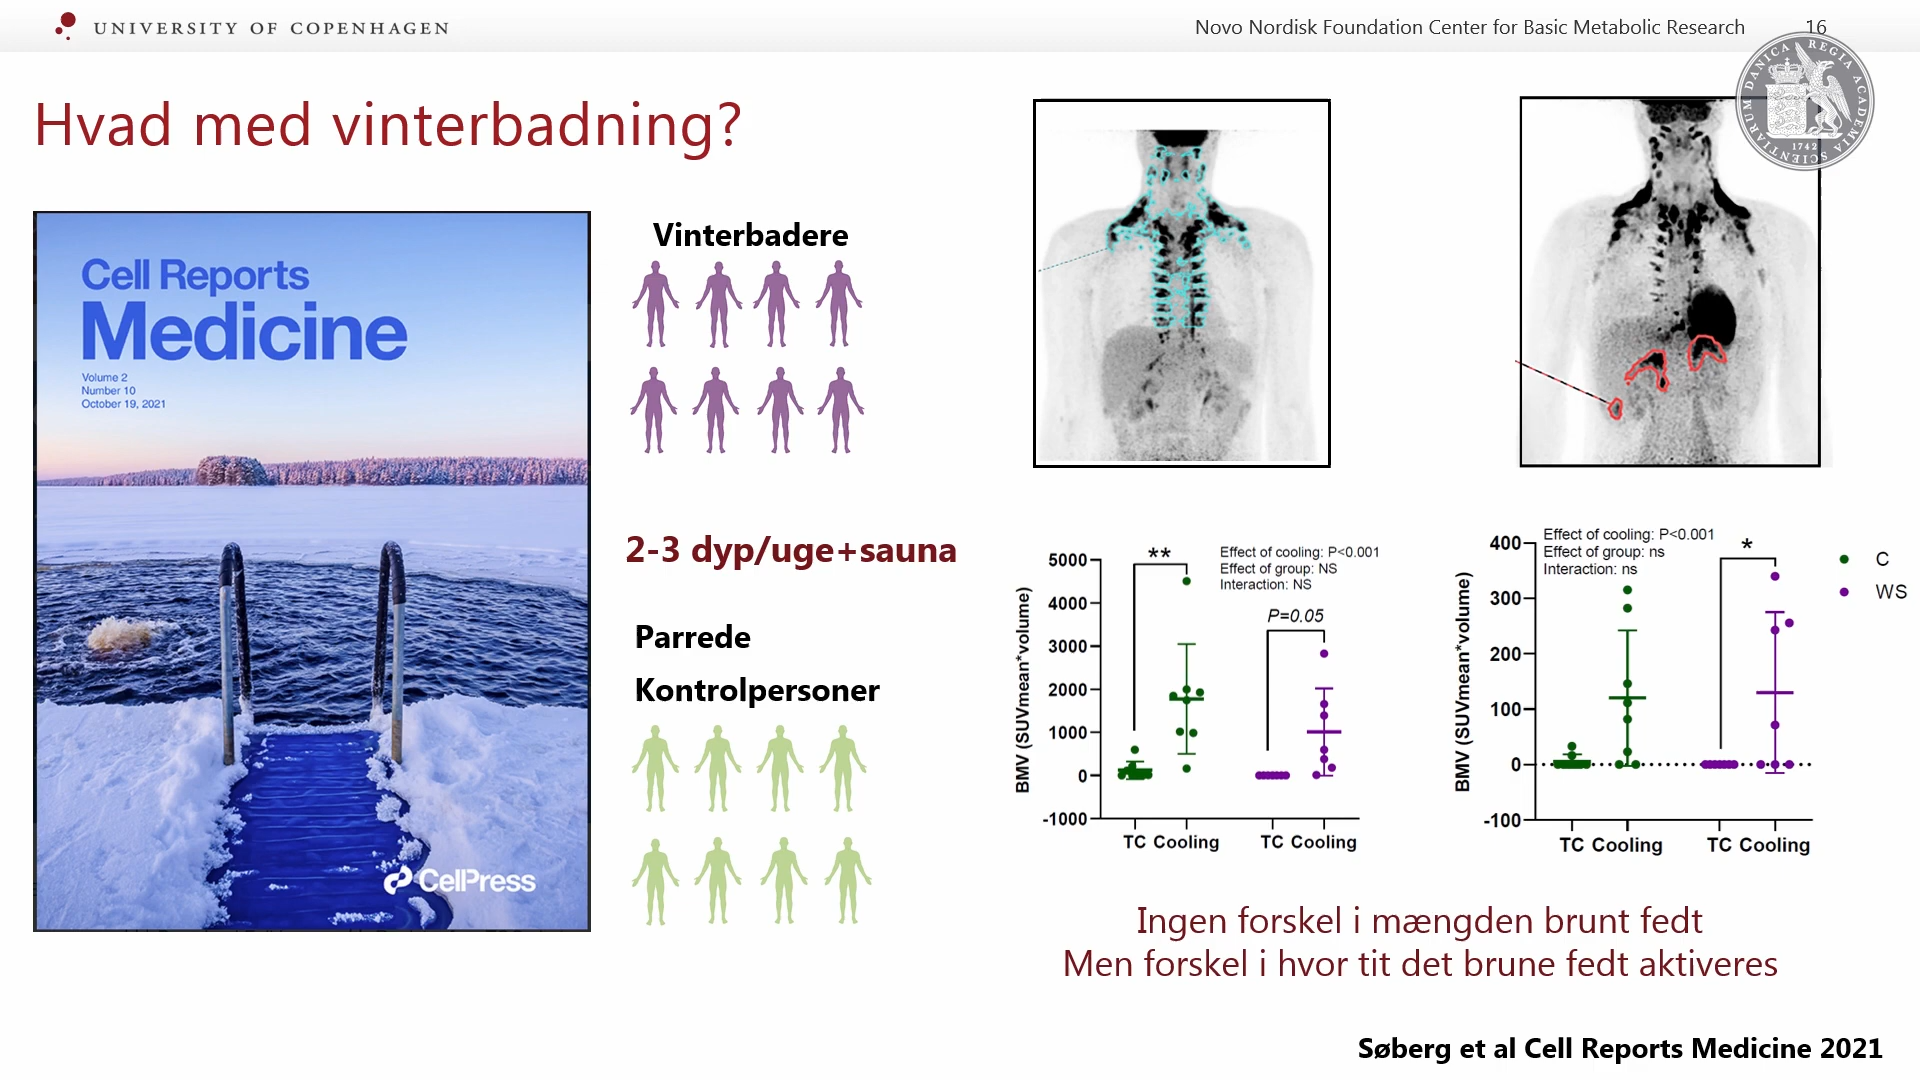 UNIVERSITY OF COPENHAGEN
Novo Nordisk Foundation Center for Basic Metabolic Research
16
DANICA REGIA ACADEMIA SCIENTIARUM
1742
Hvad med vinterbadning?
Cell Reports
Medicine
Volume 2
Number 10
October 19, 2021
CellPress
Vinterbadere
2-3 dyp/uge+sauna
Parrede
Kontrolpersoner
5000
4000
3000
2000
1000
0
-1000
BMV (SUVmean*volume)
**
Effect of cooling: P<0.001
Effect of group: NS
Interaction: NS
P=0.05
TC Cooling
TC Cooling
400
300
200
100
0
-100
BMV (SUVmean*volume)
Effect of cooling: P<0.001
Effect of group: ns
Interaction: ns
*
TC Cooling
TC Cooling
C
WS
Ingen forskel i mængden brunt fedt
Men forskel i hvor tit det brune fedt aktiveres
Søberg et al Cell Reports Medicine 2021